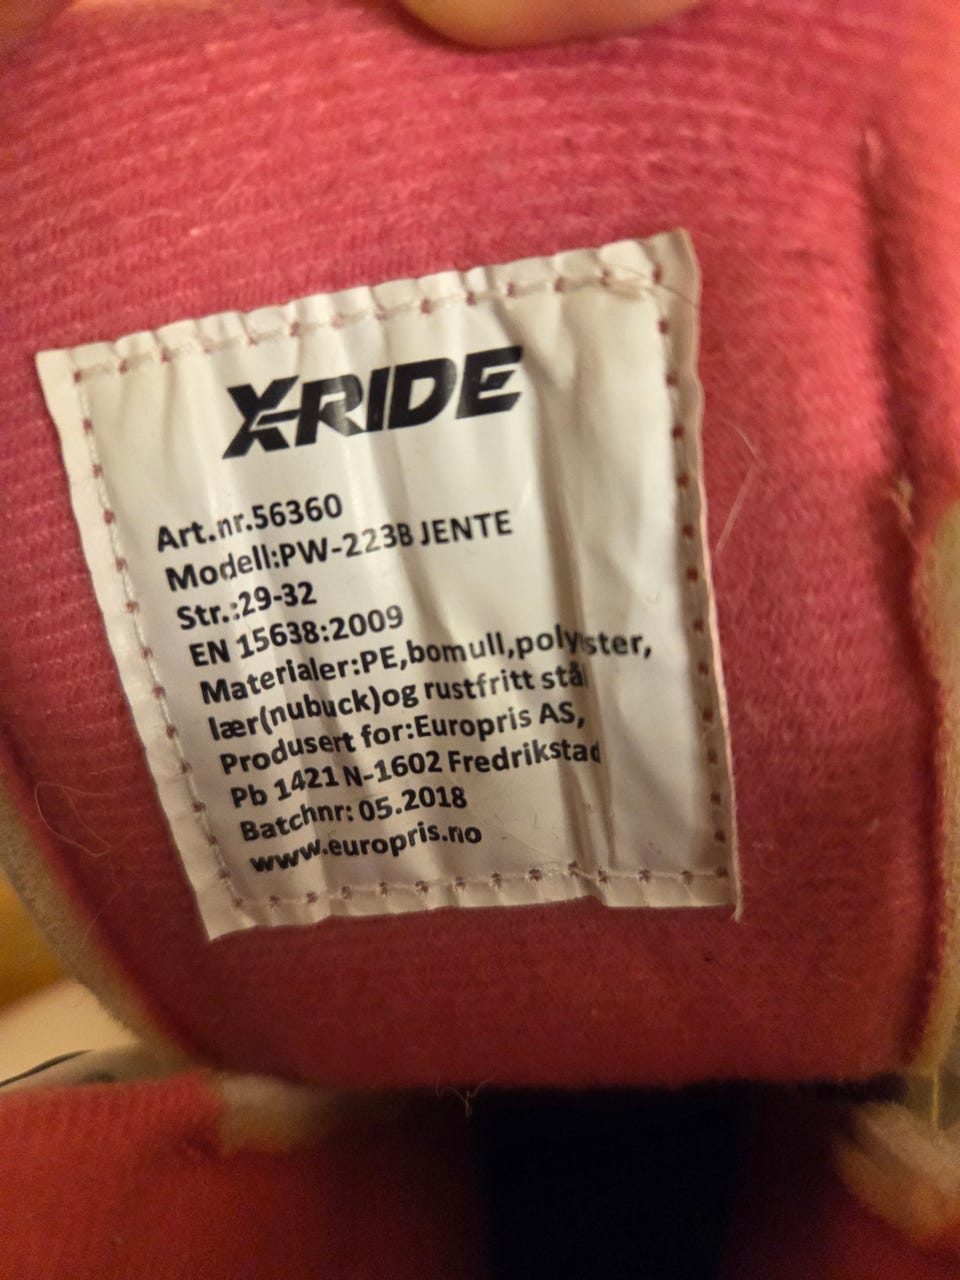 X-RIDE
Art.nr.56360
Modell:PW-223B JENTE
Str.:29-32
EN 15638:2009
Materialer:PE,bomull,polyester,
lær(nubuck)og rustfritt stål
Produsert for:Europris AS,
Pb 1421 N-1602 Fredrikstad
Batchnr: 05.2018
www.europris.no